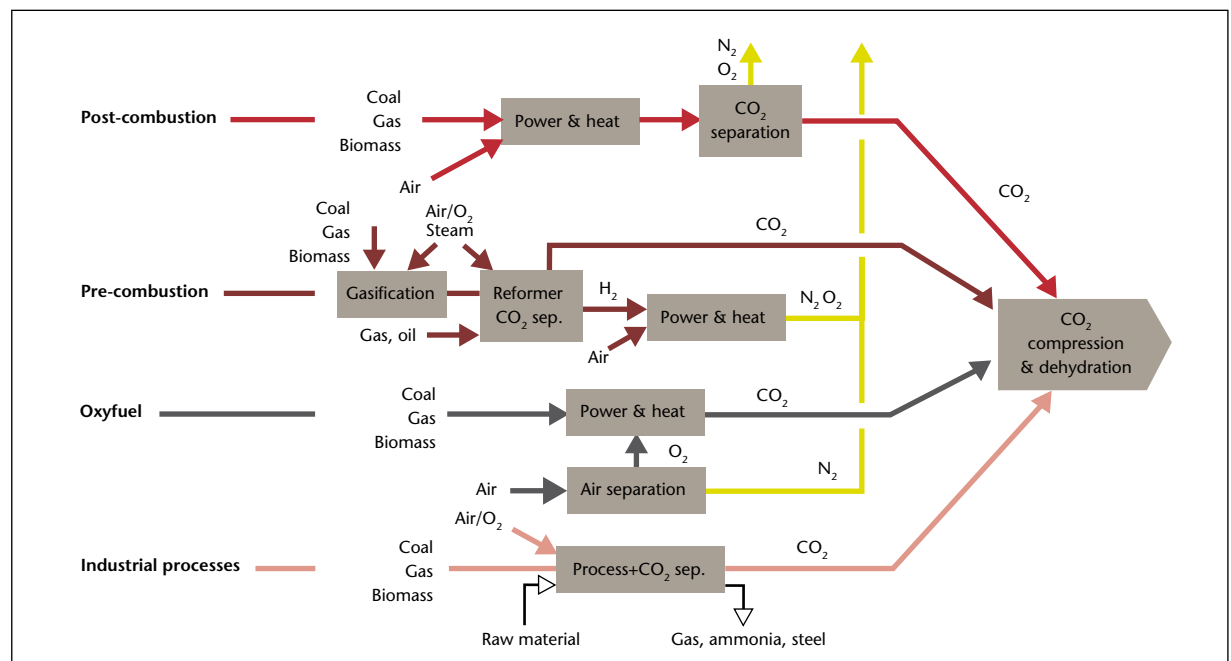 N₂
O₂
Post-combustion
Coal
Gas
Biomass
Air
Power & heat
CO₂
separation
CO₂
Pre-combustion
Coal
Gas
Biomass
Air/O₂
Steam
Gasification
Gas, oil
Reformer
CO₂ sep.
H₂
Air
Power & heat
N₂ O₂
CO₂
CO₂
compression
& dehydration
Oxyfuel
Coal
Gas
Biomass
Power & heat
CO₂
O₂
Air
Air separation
N₂
Industrial processes
Coal
Gas
Biomass
Air/O₂
Process+CO₂ sep.
CO₂
Raw material
Gas, ammonia, steel